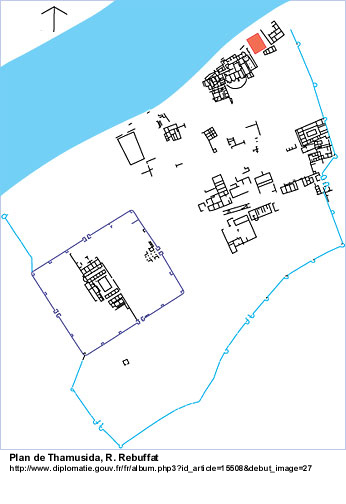 Plan de Thamusida, R. Rebuffat
http://www.diplomatie.gouv.fr/fr/album.php3?id_article=15508&debut_image=27